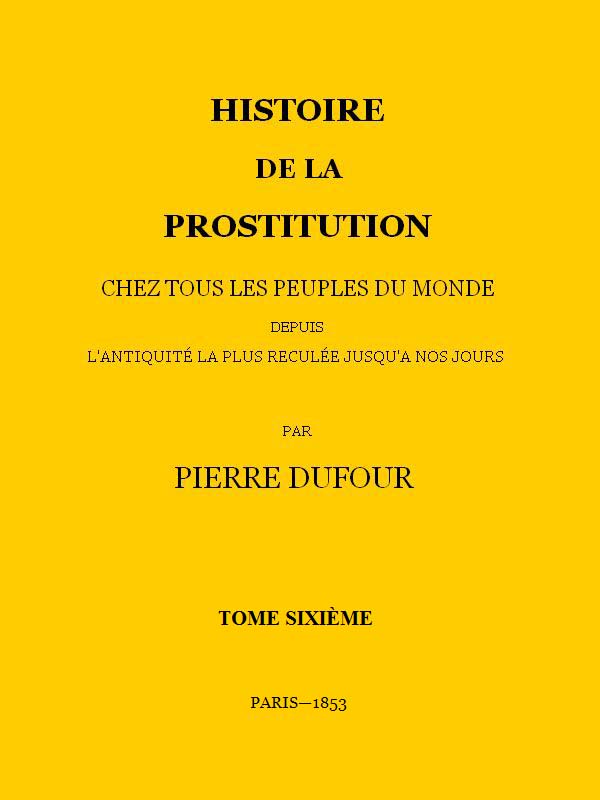 HISTOIRE
DE LA
PROSTITUTION
CHEZ TOUS LES PEUPLES DU MONDE
DEPUIS
L'ANTIQUITÉ LA PLUS RECULÉE JUSQU'A NOS JOURS
PAR
PIERRE DUFOUR
TOME SIXIÈME
PARIS—1853